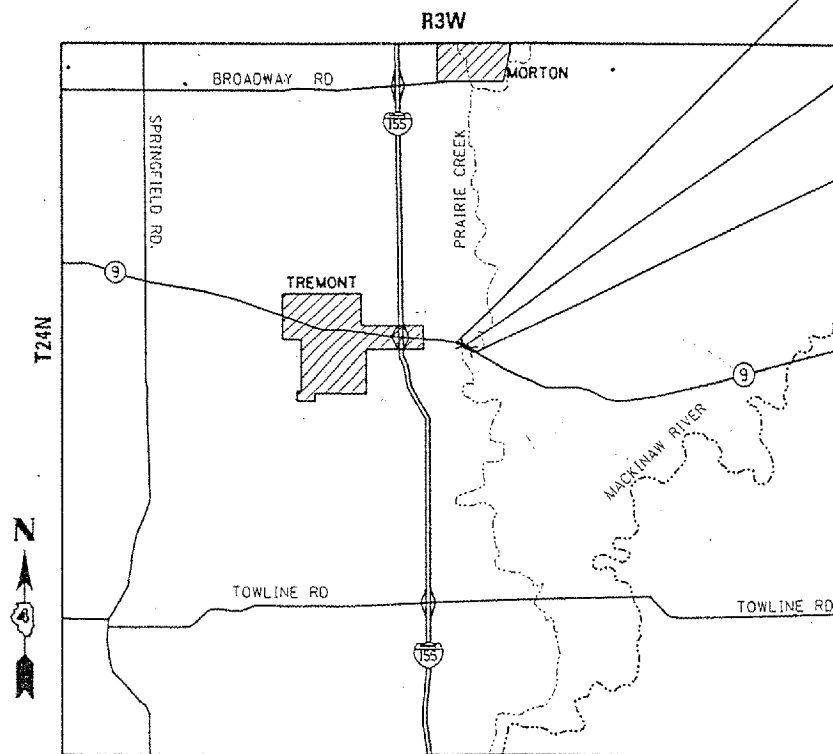 R3W
BROADWAY RD
MORTON
155
SPRINGFIELD RD.
PRAIRIE CREEK
9
TREMONT
T24N
9
MACKINAW RIVER
N
4
TOWLINE RD
TOWLINE RD
155